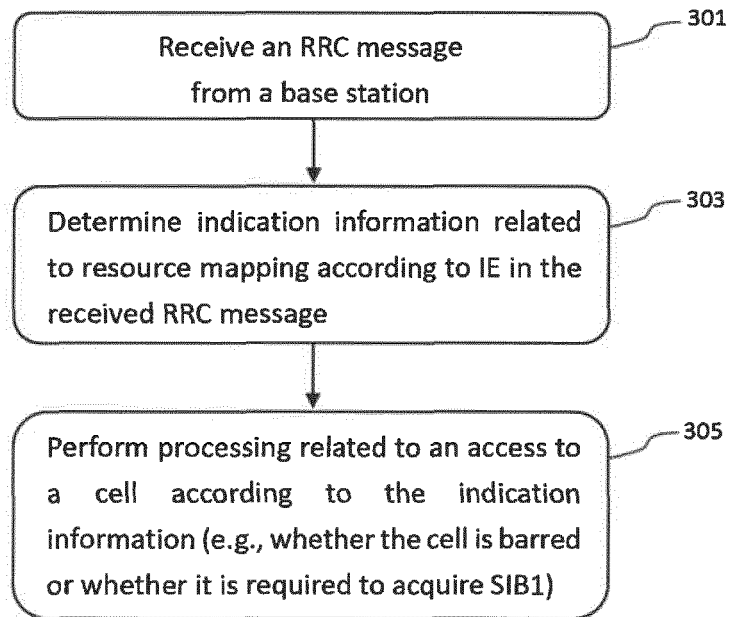 301
Receive an RRC message
from a base station
303
Determine indication information related
to resource mapping according to IE in the
received RRC message
305
Perform processing related to an access to
a cell according to the indication
information (e.g., whether the cell is barred
or whether it is required to acquire SIB1)